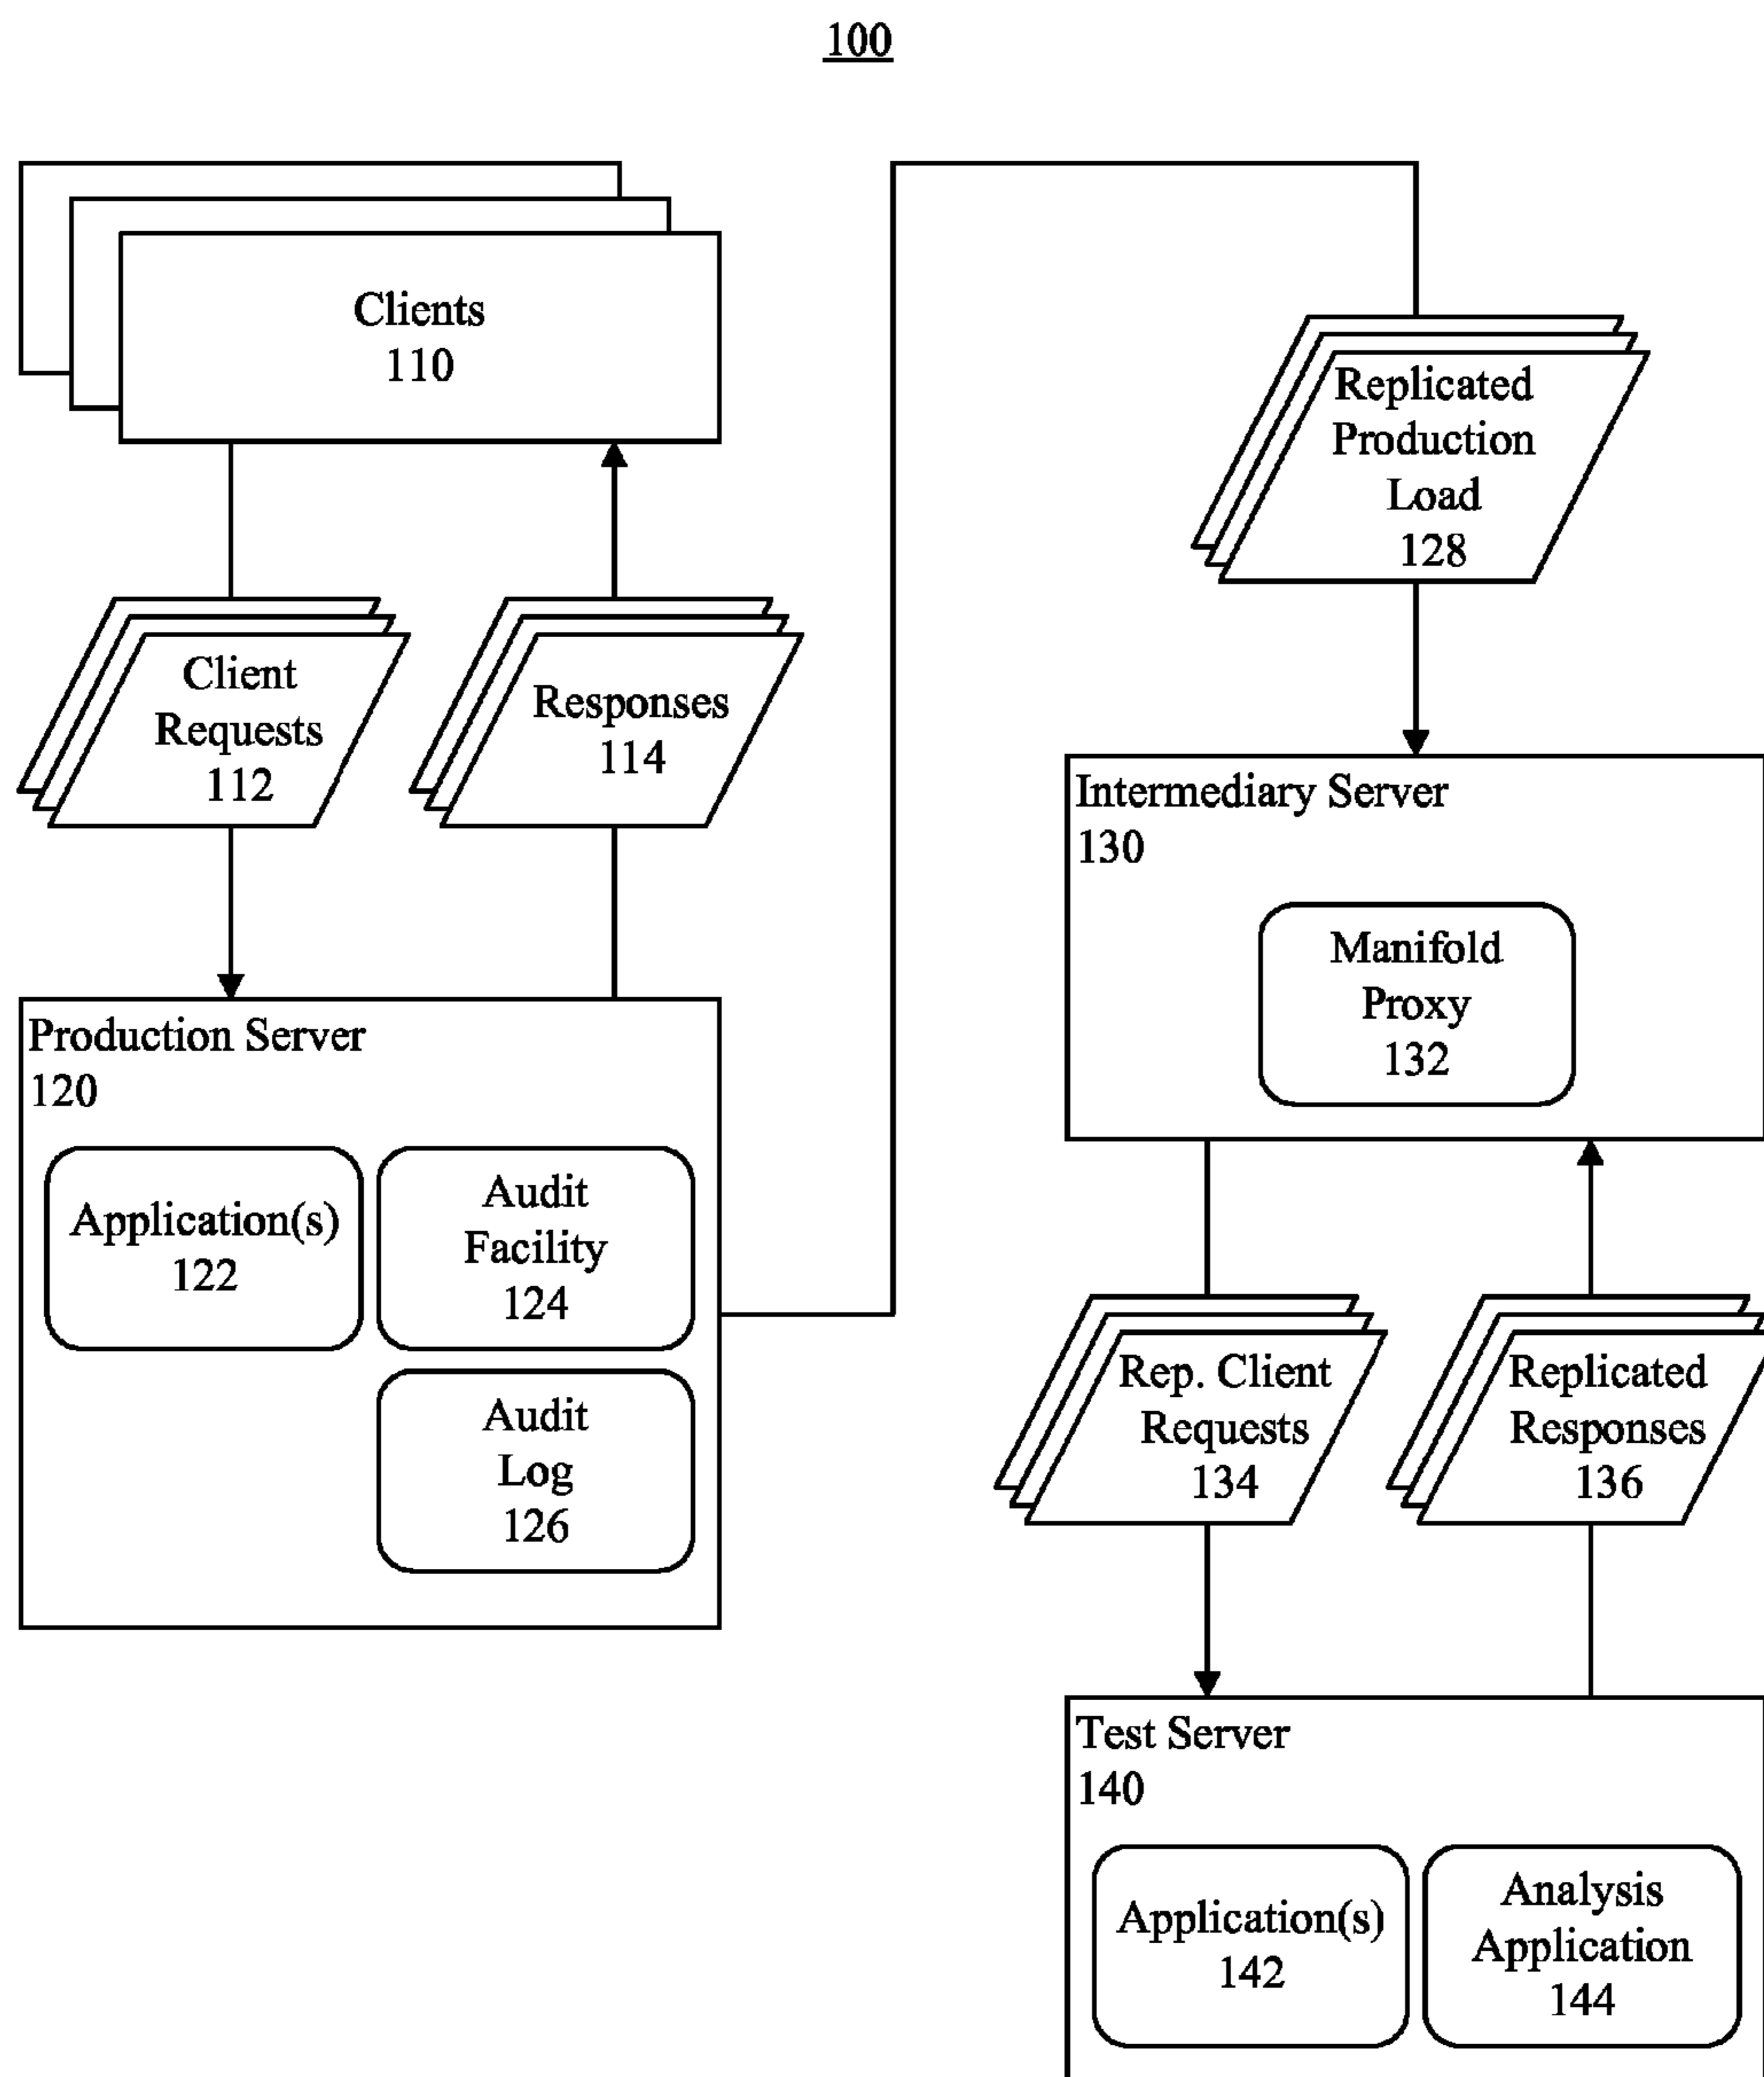 100
Clients
110
Client
Requests
112
Responses
114
Production Server
120
Application(s)
122
Audit
Facility
124
Audit
Log
126
Replicated
Production
Load
128
Intermediary Server
130
Manifold
Proxy
132
Rep. Client
Requests
134
Replicated
Responses
136
Test Server
140
Application(s)
142
Analysis
Application
144